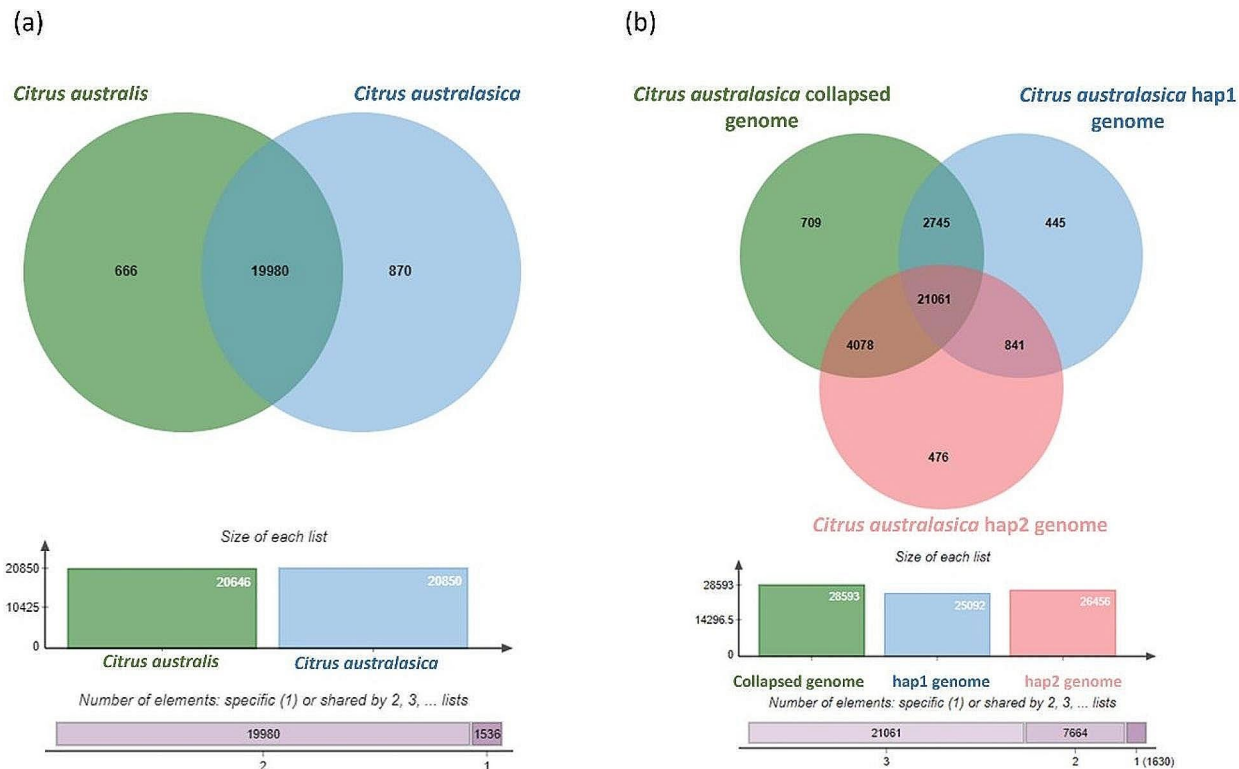 (a)
Citrus australis
Citrus australasica
666
19980
870
Size of each list
20850
10425
0
20646
20850
Citrus australis
Citrus australasica
Number of elements: specific (1) or shared by 2, 3, ... lists
19980
1536
2
1
(b)
Citrus australasica collapsed
genome
Citrus australasica hap1
genome
709
2745
445
21061
4078
841
476
Citrus australasica hap2 genome
Size of each list
28593
14296.5
0
28593
25092
26456
Collapsed genome
hap1 genome
hap2 genome
Number of elements: specific (1) or shared by 2, 3, ... lists
21061
7664
3
2
1 (1630)